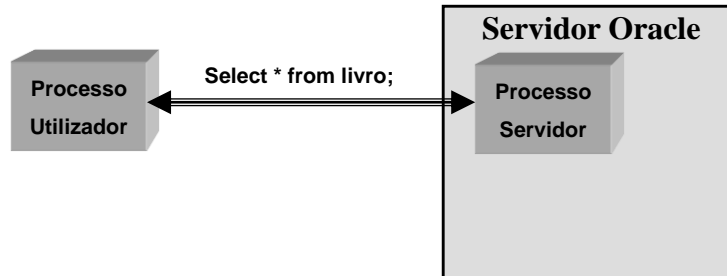 Servidor Oracle
Select * from livro;
Processo
Utilizador
Processo
Servidor